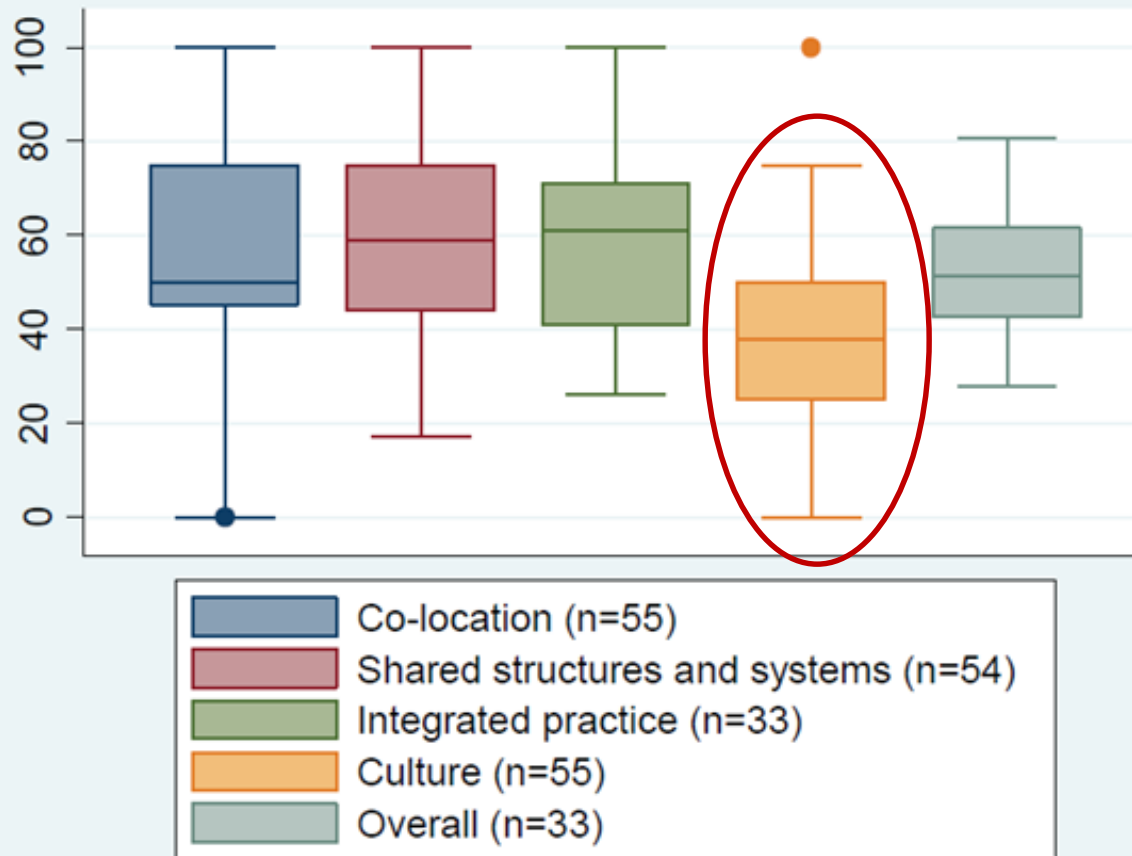 100
80
60
40
20
0
Co-location (n=55)
Shared structures and systems (n=54)
Integrated practice (n=33)
Culture (n=55)
Overall (n=33)